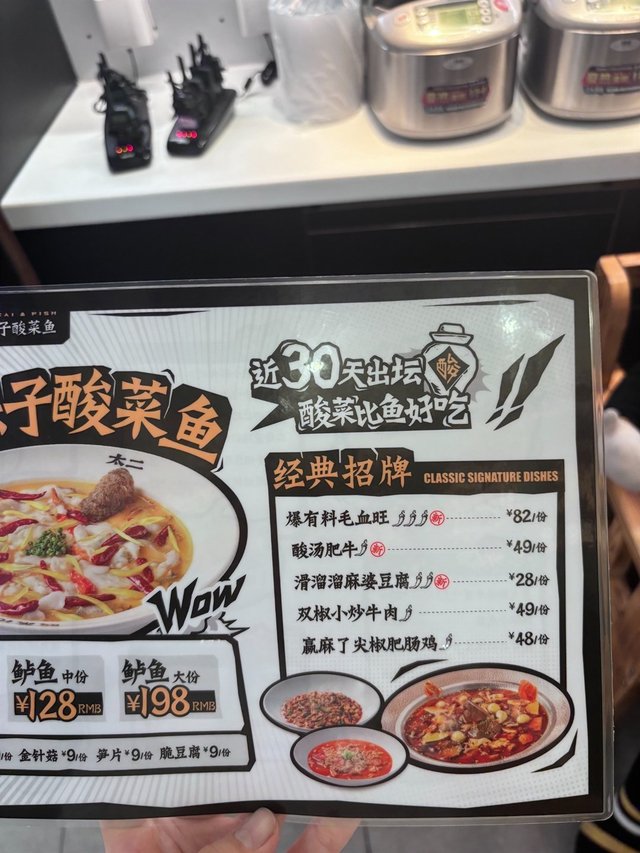 CAI & FISH
子酸菜鱼
子酸菜鱼
太二
Wow
鲈鱼 中份
¥128RMB
鲈鱼 大份
¥198RMB
金针菇 ¥9/份 笋片 ¥9/份 脆豆腐 ¥9/份
近30天出坛
酸
酸菜比鱼好吃
!!
经典招牌 CLASSIC SIGNATURE DISHES
爆有料毛血旺 新 ¥82/份
酸汤肥牛 新 ¥49/份
滑溜溜麻婆豆腐 新 ¥28/份
双椒小炒牛肉 ¥49/份
赢麻了尖椒肥肠鸡 ¥48/份